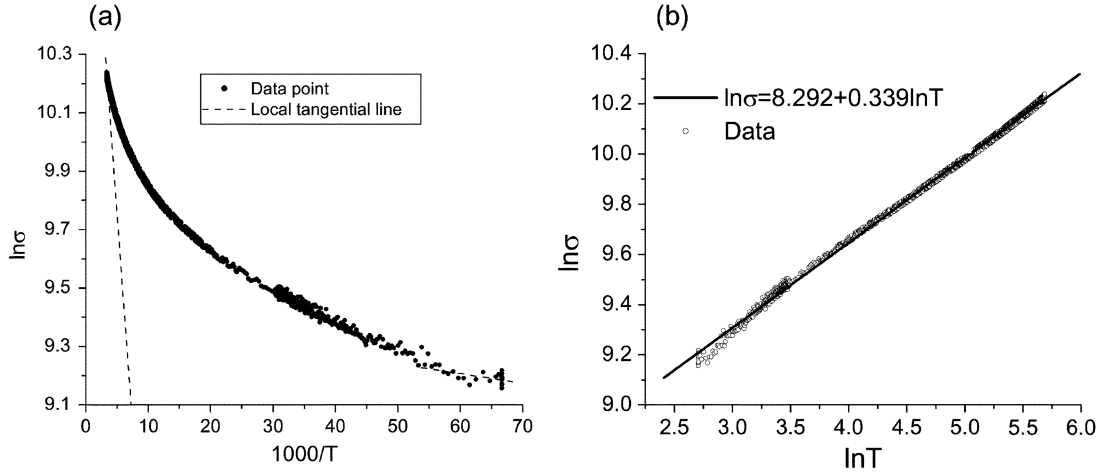 (a)
10.3
10.1
9.9
9.7
9.5
9.3
9.1
lnσ
Data point
Local tangential line
0 10 20 30 40 50 60 70
1000/T
(b)
10.4
10.2
10.0
9.8
9.6
9.4
9.2
9.0
lnσ
lnσ=8.292+0.339lnT
Data
2.5 3.0 3.5 4.0 4.5 5.0 5.5 6.0
lnT